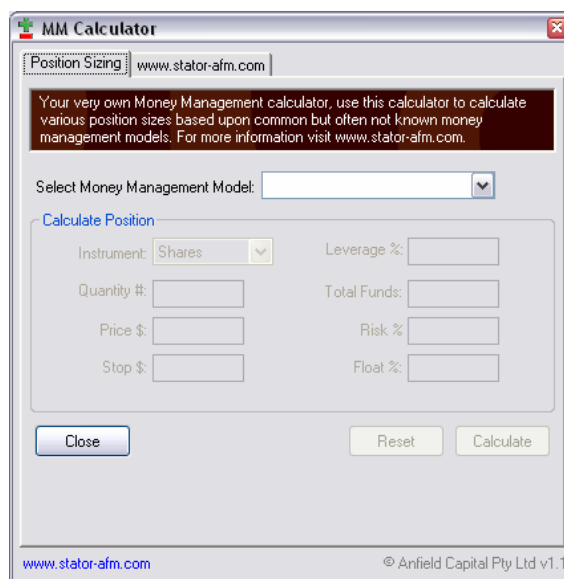 MM Calculator
Position Sizing www.stator-afm.com
Your very own Money Management calculator, use this calculator to calculate
various position sizes based upon common but often not known money
management models. For more information visit www.stator-afm.com.
Select Money Management Model:
Calculate Position
Instrument: Shares Leverage %:
Quantity #: Total Funds:
Price $: Risk %
Stop $: Float %:
Close Reset Calculate
www.stator-afm.com © Anfield Capital Pty Ltd v1.1